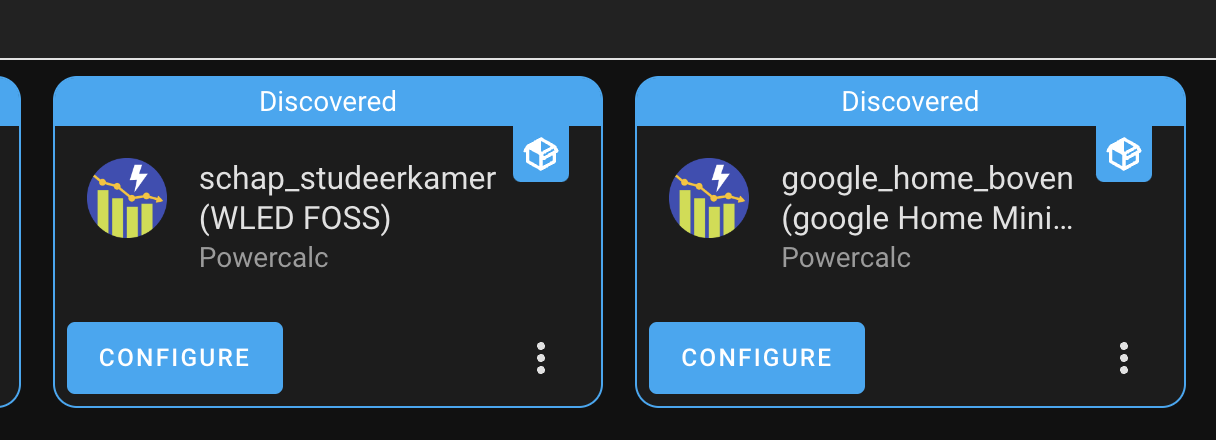 Discovered
schap_studeerkamer
(WLED FOSS)
Powercalc
CONFIGURE
Discovered
google_home_boven
(google Home Mini...
Powercalc
CONFIGURE